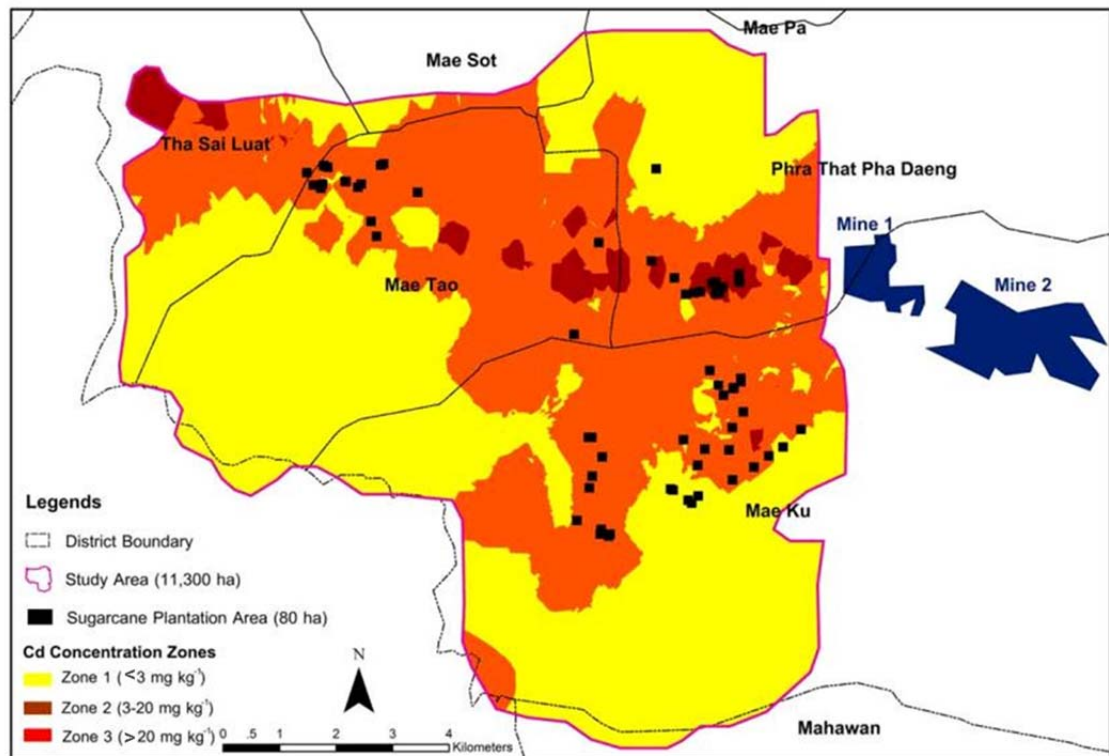 Mae Pa
Mae Sot
Tha Sai Luat
Phra That Pha Daeng
Mine 1
Mine 2
Mae Tao
Mae Ku
Mahawan
Legends
District Boundary
Study Area (11,300 ha)
Sugarcane Plantation Area (80 ha)
Cd Concentration Zones
Zone 1 (<3 mg kg⁻¹)
Zone 2 (3-20 mg kg⁻¹)
Zone 3 (>20 mg kg⁻¹)
N
0 .5 1 2 3 4
Kilometers